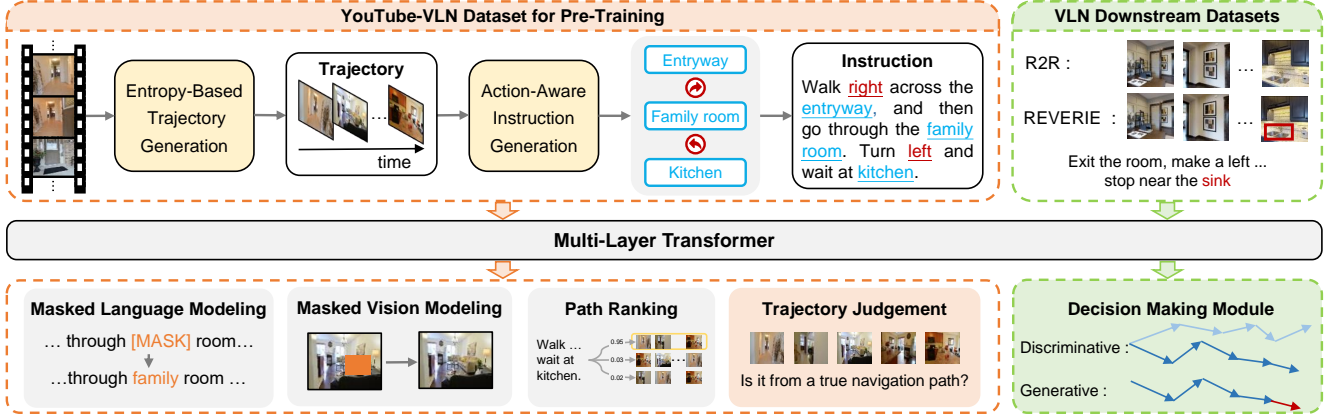 YouTube-VLN Dataset for Pre-Training
Entropy-Based
Trajectory
Generation
Trajectory
...
time
Action-Aware
Instruction
Generation
Entryway
Family room
Kitchen
Instruction
Walk right across the
entryway, and then
go through the family
room. Turn left and
wait at kitchen.
VLN Downstream Datasets
R2R :
...
REVERIE :
...
Exit the room, make a left ...
stop near the sink
Multi-Layer Transformer
Masked Language Modeling
... through [MASK] room...
...through family room ...
Masked Vision Modeling
Path Ranking
Walk ...
wait at
kitchen.
0.95
0.03
0.02
Trajectory Judgement
Is it from a true navigation path?
Decision Making Module
Discriminative :
Generative :